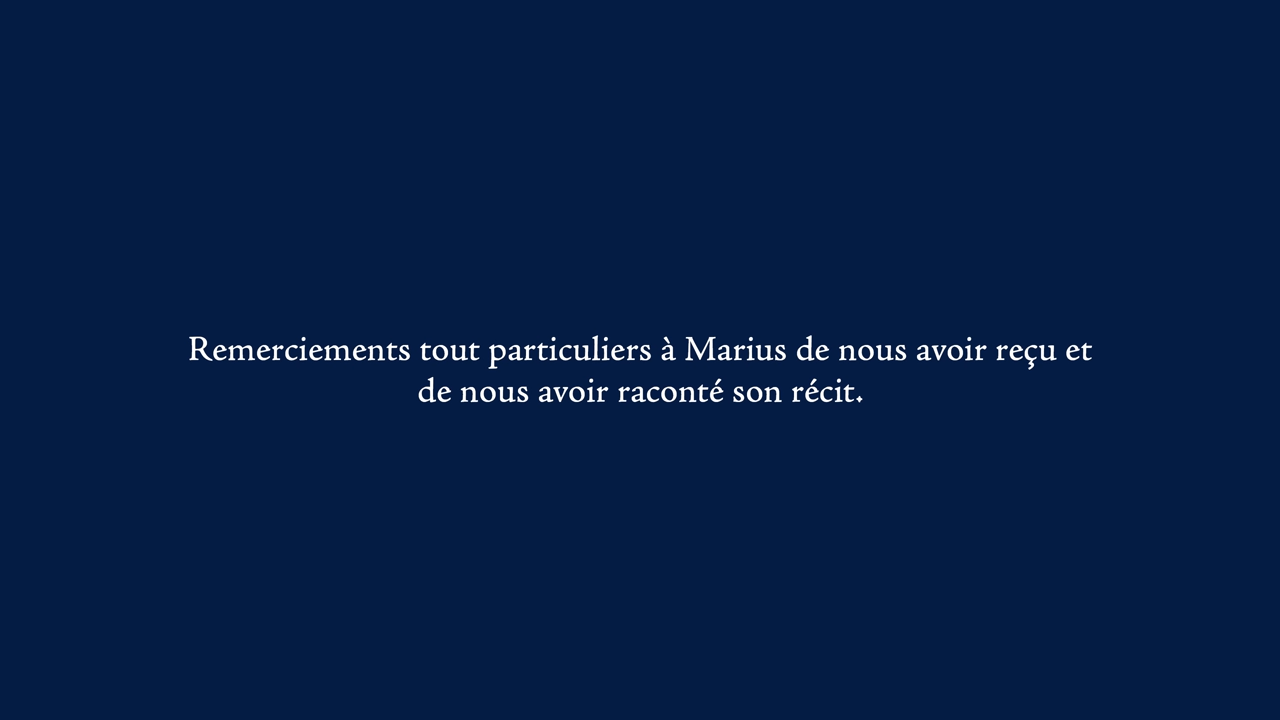 Remerciements tout particuliers à Marius de nous avoir reçu et
de nous avoir raconté son récit.